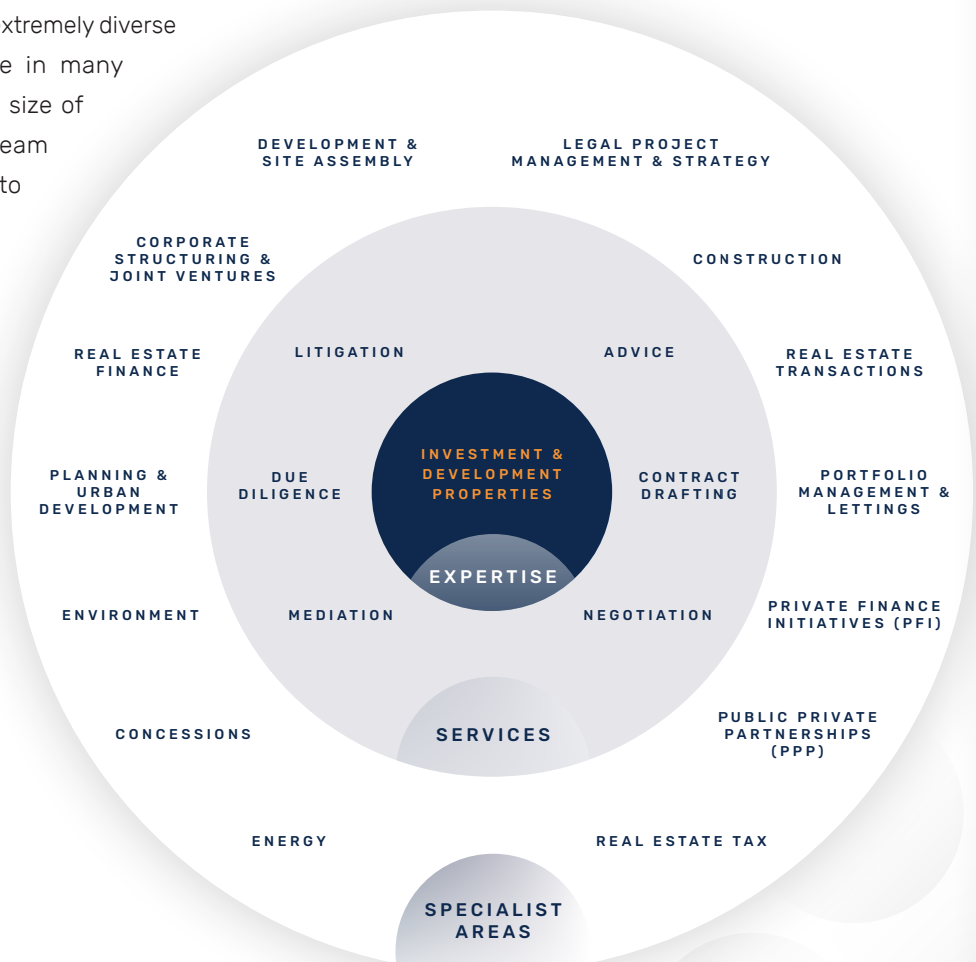 extremely diverse
e in many
size of
eam
to
DEVELOPMENT &
SITE ASSEMBLY
LEGAL PROJECT
MANAGEMENT & STRATEGY
CORPORATE
STRUCTURING &
JOINT VENTURES
CONSTRUCTION
REAL ESTATE
FINANCE
LITIGATION
ADVICE
REAL ESTATE
TRANSACTIONS
PLANNING &
URBAN
DEVELOPMENT
DUE
DILIGENCE
INVESTMENT &
DEVELOPMENT
PROPERTIES
CONTRACT
DRAFTING
PORTFOLIO
MANAGEMENT &
LETTINGS
EXPERTISE
ENVIRONMENT
MEDIATION
NEGOTIATION
PRIVATE FINANCE
INITIATIVES (PFI)
CONCESSIONS
SERVICES
PUBLIC PRIVATE
PARTNERSHIPS
(PPP)
ENERGY
REAL ESTATE TAX
SPECIALIST
AREAS